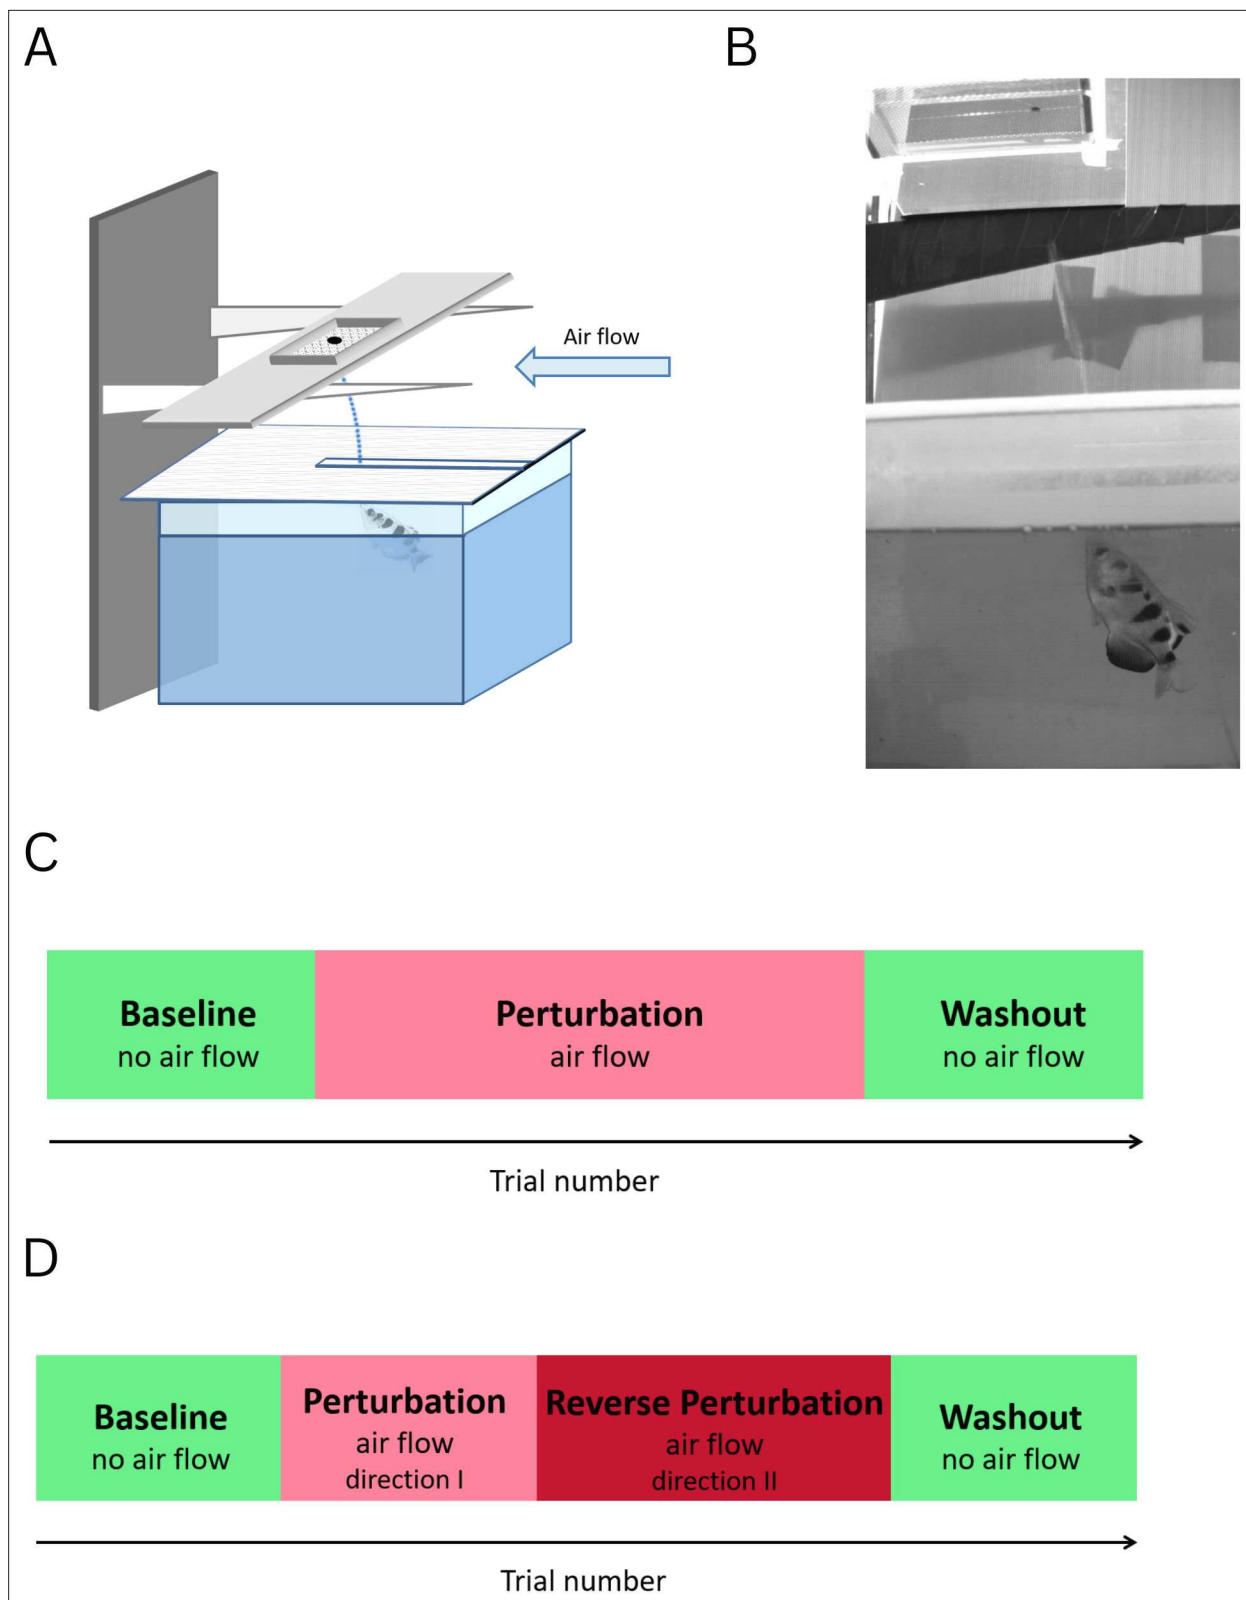 A
B
Air flow
C
Baseline
no air flow
Perturbation
air flow
Washout
no air flow
Trial number
D
Baseline
no air flow
Perturbation
air flow
direction I
Reverse Perturbation
air flow
direction II
Washout
no air flow
Trial number